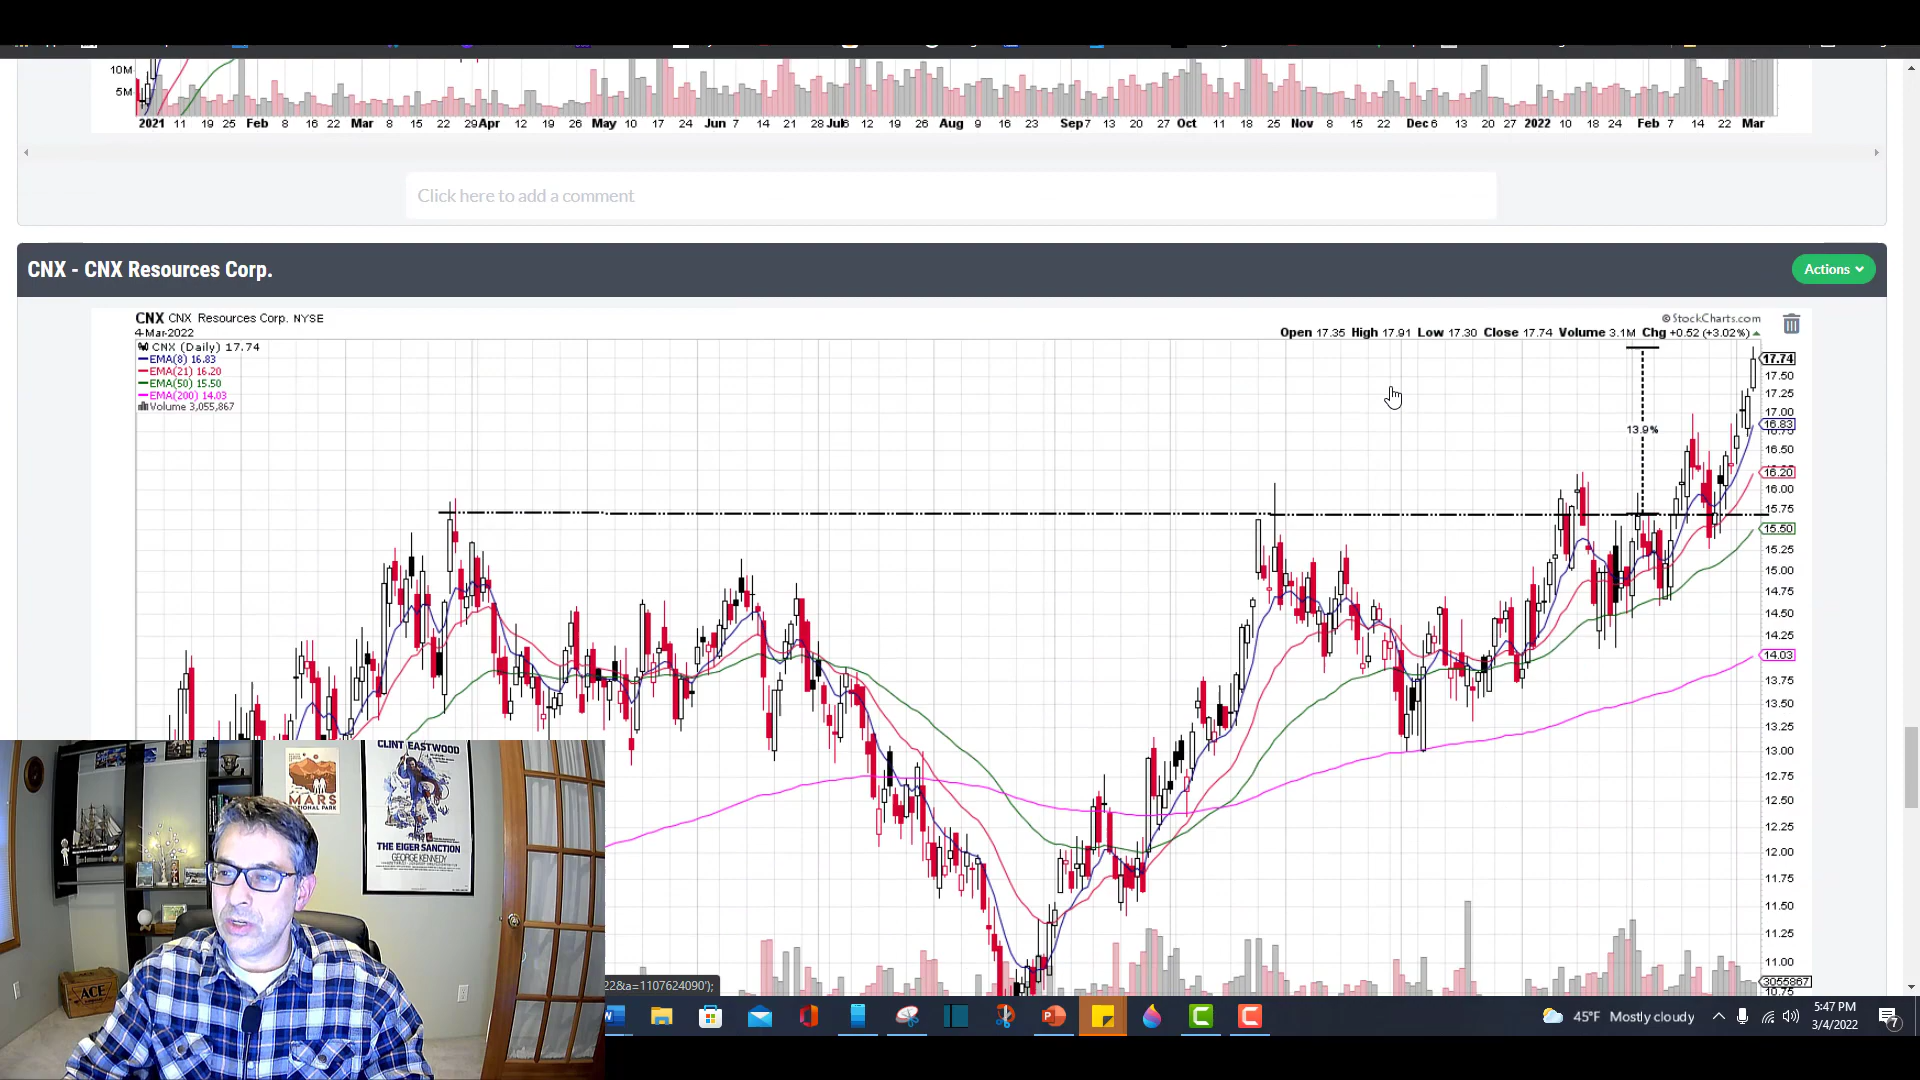 10M
5M
2021 11 19 25 Feb 8 16 22 Mar 8 15 22 29 Apr 12 19 26 May 10 17 24 Jun 7 14 21 28 Jul 6 12 19 26 Aug 9 16 23 Sep 7 13 20 27 Oct 11 18 25 Nov 8 15 22 Dec 6 13 20 27 2022 10 18 24 Feb 7 14 22 Mar
Click here to add a comment
CNX - CNX Resources Corp.
Actions
CNX CNX Resources Corp. NYSE
© StockCharts.com
4-Mar-2022
Open 17.35 High 17.91 Low 17.30 Close 17.74 Volume 3.1M Chg +0.52 (+3.02%)
CNX (Daily) 17.74
EMA(8) 16.83
EMA(21) 16.20
EMA(50) 15.50
EMA(200) 14.03
Volume 3,055,867
13.9%
17.74
17.50
17.25
17.00
16.83
16.50
16.20
16.00
15.75
15.50
15.25
15.00
14.75
14.50
14.25
14.03
13.75
13.50
13.25
13.00
12.75
12.50
12.25
12.00
11.75
11.50
11.25
11.00
3055867
10.75
CLINT EASTWOOD
THE EIGER SANCTION
GEORGE KENNEDY
MARS
NATIONAL PARK
ACE
22&a=1107624090');
45°F Mostly cloudy
5:47 PM
3/4/2022
7